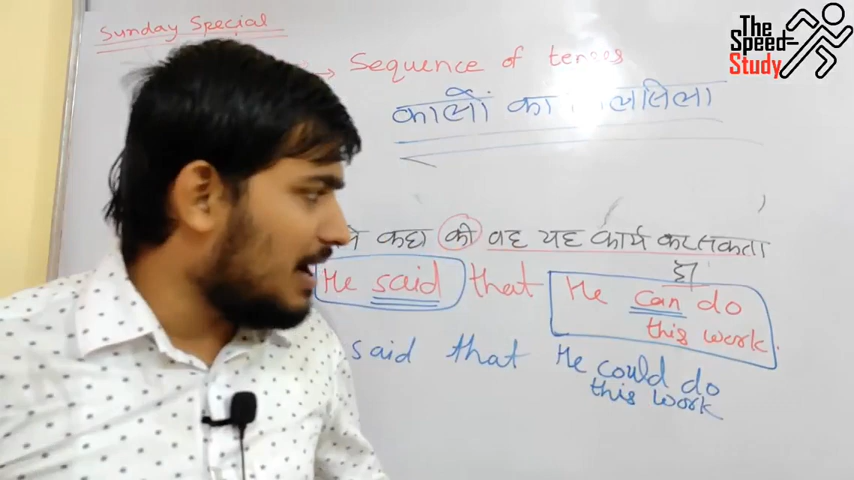 Sunday Special
The
Speed-
Study
→ Sequence of tenses
कालों का
कहा की वह यह कार्य कर सकता
है।
He said that He can do
this work.
said that He could do
this work